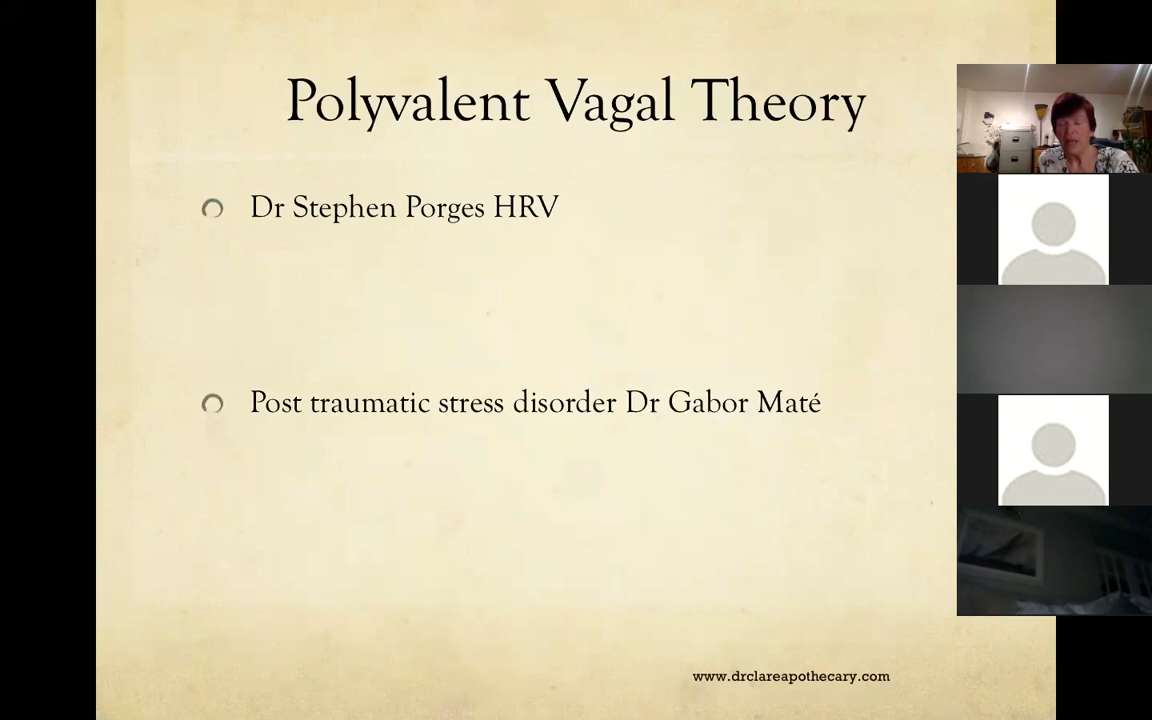 Polyvalent Vagal Theory
Dr Stephen Porges HRV
Post traumatic stress disorder Dr Gabor Maté
www.drclareapothecary.com